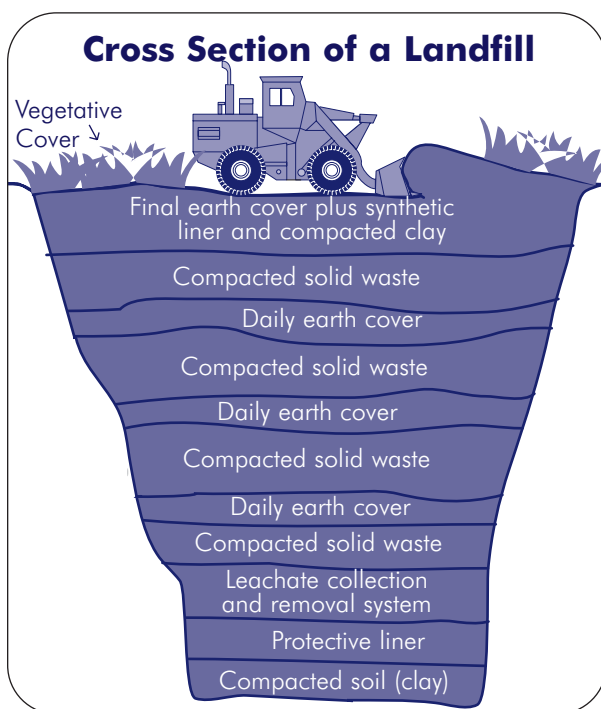 Cross Section of a Landfill
Vegetative
Cover
Final earth cover plus synthetic
liner and compacted clay
Compacted solid waste
Daily earth cover
Compacted solid waste
Daily earth cover
Compacted solid waste
Daily earth cover
Compacted solid waste
Leachate collection
and removal system
Protective liner
Compacted soil (clay)